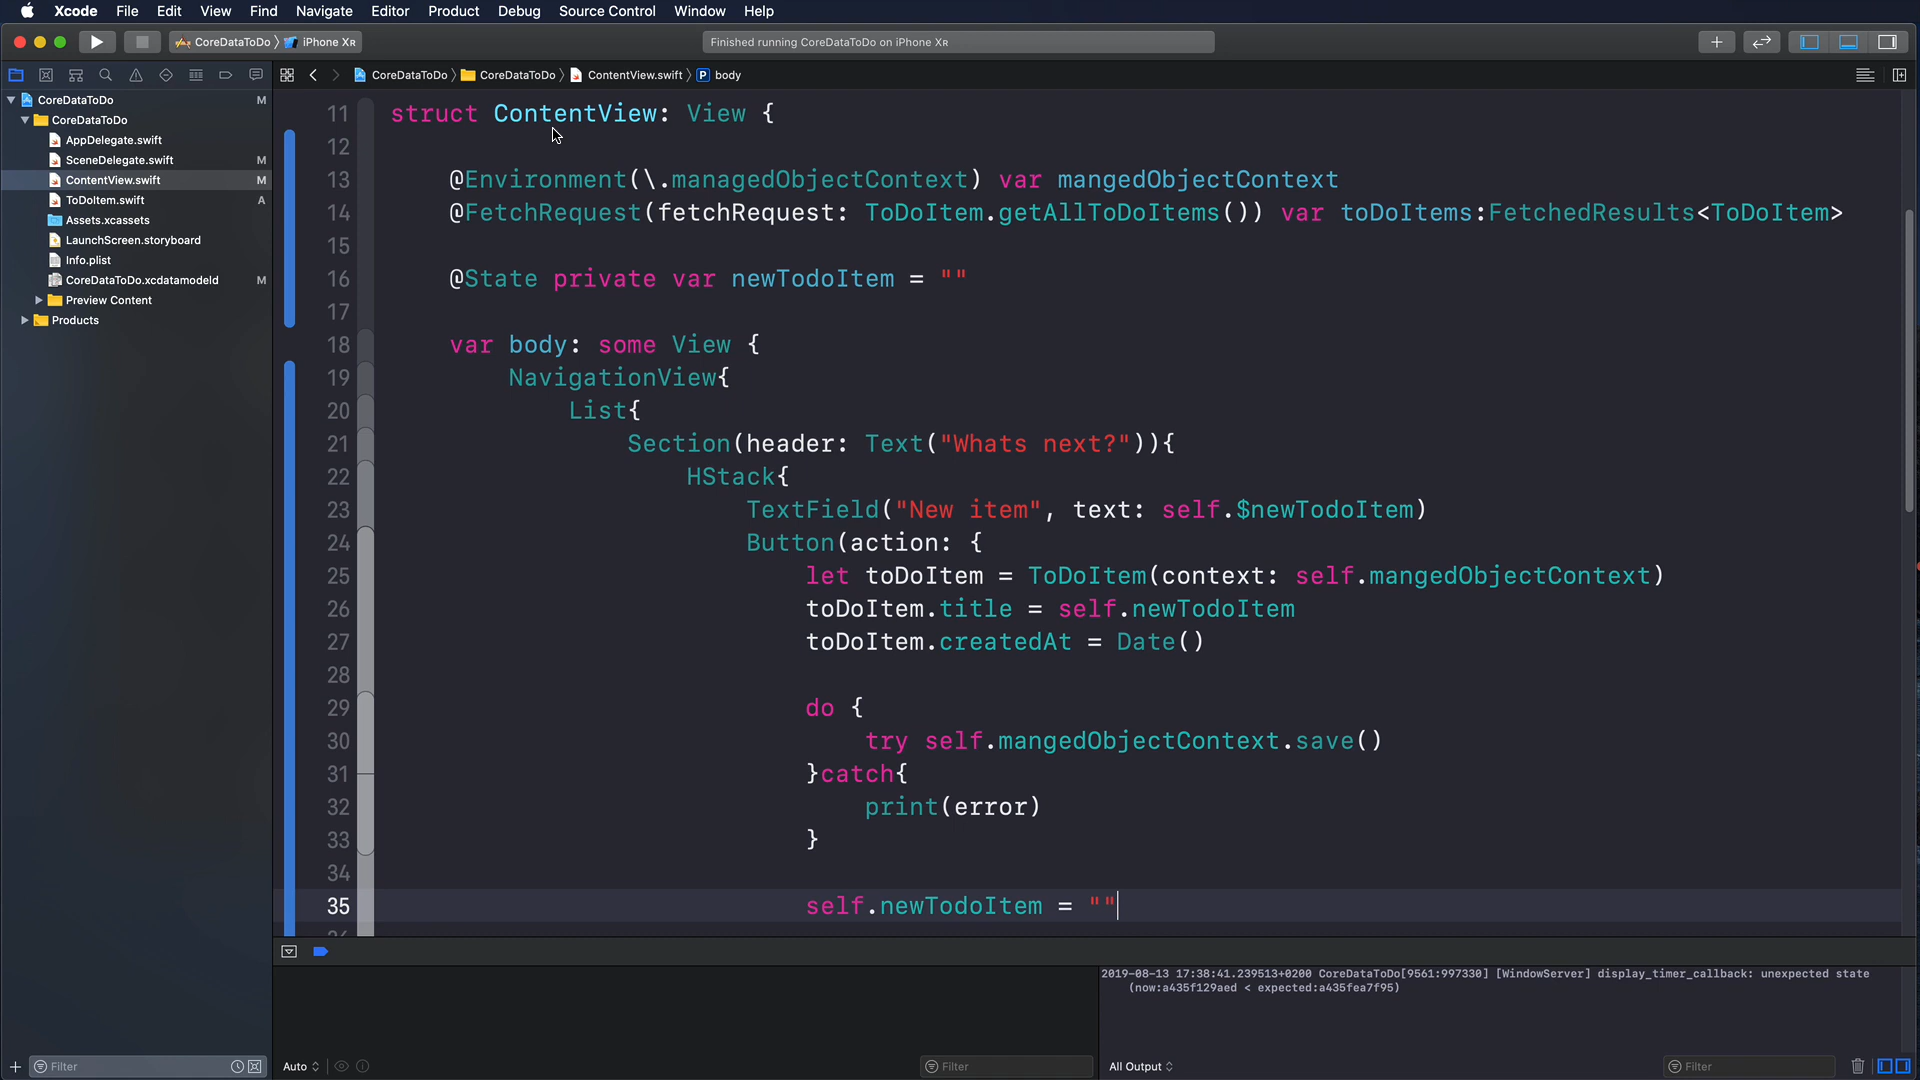 Xcode File Edit View Find Navigate Editor Product Debug Source Control Window Help
CoreDataToDo iPhone XR
Finished running CoreDataToDo on iPhone XR
CoreDataToDo CoreDataToDo ContentView.swift P body
CoreDataToDo M
CoreDataToDo
AppDelegate.swift
SceneDelegate.swift M
ContentView.swift M
ToDoItem.swift A
Assets.xcassets
LaunchScreen.storyboard
Info.plist
CoreDataToDo.xcdatamodeld M
Preview Content
Products
11 struct ContentView: View {
12
13 @Environment(\.managedObjectContext) var mangedObjectContext
14 @FetchRequest(fetchRequest: ToDoItem.getAllToDoItems()) var toDoItems:FetchedResults<ToDoItem>
15
16 @State private var newTodoItem = ""
17
18 var body: some View {
19 NavigationView{
20 List{
21 Section(header: Text("Whats next?")){
22 HStack{
23 TextField("New item", text: self.$newTodoItem)
24 Button(action: {
25 let toDoItem = ToDoItem(context: self.mangedObjectContext)
26 toDoItem.title = self.newTodoItem
27 toDoItem.createdAt = Date()
28
29 do {
30 try self.mangedObjectContext.save()
31 }catch{
32 print(error)
33 }
34
35 self.newTodoItem = ""
2019-08-13 17:38:41.239513+0200 CoreDataToDo[9561:997330] [WindowServer] display_timer_callback: unexpected state
(now:a435f129aed < expected:a435fea7f95)
Filter
Auto
Filter
All Output
Filter